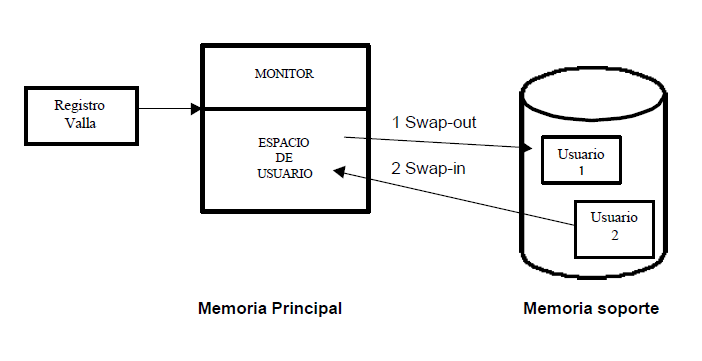 MONITOR
Registro
Valla
ESPACIO
DE
USUARIO
1 Swap-out
2 Swap-in
Usuario
1
Usuario
2
Memoria Principal
Memoria soporte